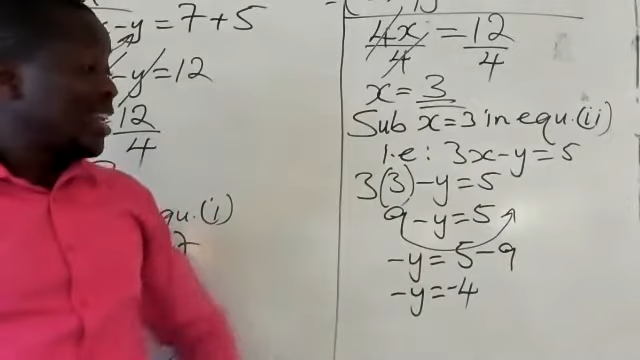 -y = 7+5
-y = 12
12
4
equ.(i)
7
4x/4 = 12/4
x = 3
Sub x=3 in equ.(ii)
I.e: 3x-y=5
3(3)-y=5
9-y=5
-y=5-9
-y=-4